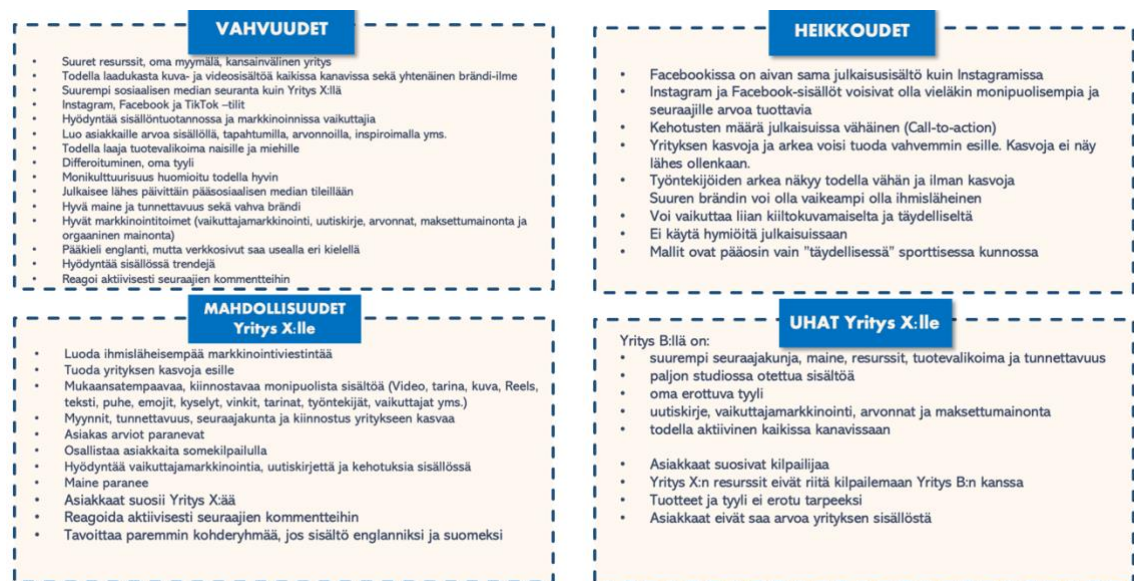 VAHVUUDET
Suuret resurssit, oma myymälä, kansainvälinen yritys
Todella laadukasta kuva- ja videosisältöä kaikissa kanavissa sekä yhtenäinen brändi-ilme
Suurempi sosiaalisen median seuranta kuin Yritys X:llä
Instagram, Facebook ja TikTok –tilit
Hyödyntää sisällöntuotannossa ja markkinoinnissa vaikuttajia
Luo asiakkaille arvoa sisällöllä, tapahtumilla, arvonnoilla, inspiroimalla yms.
Todella laaja tuotevalikoima naisille ja miehille
Differoituminen, oma tyyli
Monikulttuurisuus huomioitu todella hyvin
Julkaisee lähes päivittäin pääsosiaalisen median tileillään
Hyvä maine ja tunnettavuus sekä vahva brändi
Hyvät markkinointitoimet (vaikuttajamarkkinointi, uutiskirje, arvonnat, maksettumainonta ja
orgaaninen mainonta)
Pääkieli englanti, mutta verkkosivut saa usealla eri kielellä
Hyödyntää sisällössä trendejä
Reagoi aktiivisesti seuraajien kommentteihin
HEIKKOUDET
Facebookissa on aivan sama julkaisusisältö kuin Instagramissa
Instagram ja Facebook-sisällöt voisivat olla vieläkin monipuolisempia ja
seuraajille arvoa tuottavia
Kehotusten määrä julkaisuissa vähäinen (Call-to-action)
Yrityksen kasvoja ja arkea voisi tuoda vahvemmin esille. Kasvoja ei näy
lähes ollenkaan.
Työntekijöiden arkea näkyy todella vähän ja ilman kasvoja
Suuren brändin voi olla vaikeampi olla ihmisläheinen
Voi vaikuttaa liian kiiltokuvamaiselta ja täydelliseltä
Ei käytä hymiöitä julkaisuissaan
Mallit ovat pääosin vain "täydellisessä" sporttisessa kunnossa
MAHDOLLISUUDET
Yritys X:lle
Luoda ihmisläheisempää markkinointiviestintää
Tuoda yrityksen kasvoja esille
Mukaansatempaavaa, kiinnostavaa monipuolista sisältöä (Video, tarina, kuva, Reels,
teksti, puhe, emojit, kyselyt, vinkit, tarinat, työntekijät, vaikuttajat yms.)
Myynnit, tunnettavuus, seuraajakunta ja kiinnostus yritykseen kasvaa
Asiakas arviot paranevat
Osallistaa asiakkaita somekilpailulla
Hyödyntää vaikuttajamarkkinointia, uutiskirjettä ja kehotuksia sisällössä
Maine paranee
Asiakkaat suosii Yritys X:ää
Reagoida aktiivisesti seuraajien kommentteihin
Tavoittaa paremmin kohderyhmää, jos sisältö englanniksi ja suomeksi
UHAT Yritys X:lle
Yritys B:llä on:
suurempi seuraajakunja, maine, resurssit, tuotevalikoima ja tunnettavuus
paljon studiossa otettua sisältöä
oma erottuva tyyli
uutiskirje, vaikuttajamarkkinointi, arvonnat ja maksettumainonta
todella aktiivinen kaikissa kanavissaan
Asiakkaat suosivat kilpailijaa
Yritys X:n resurssit eivät riitä kilpailemaan Yritys B:n kanssa
Tuotteet ja tyyli ei erotu tarpeeksi
Asiakkaat eivät saa arvoa yrityksen sisällöstä